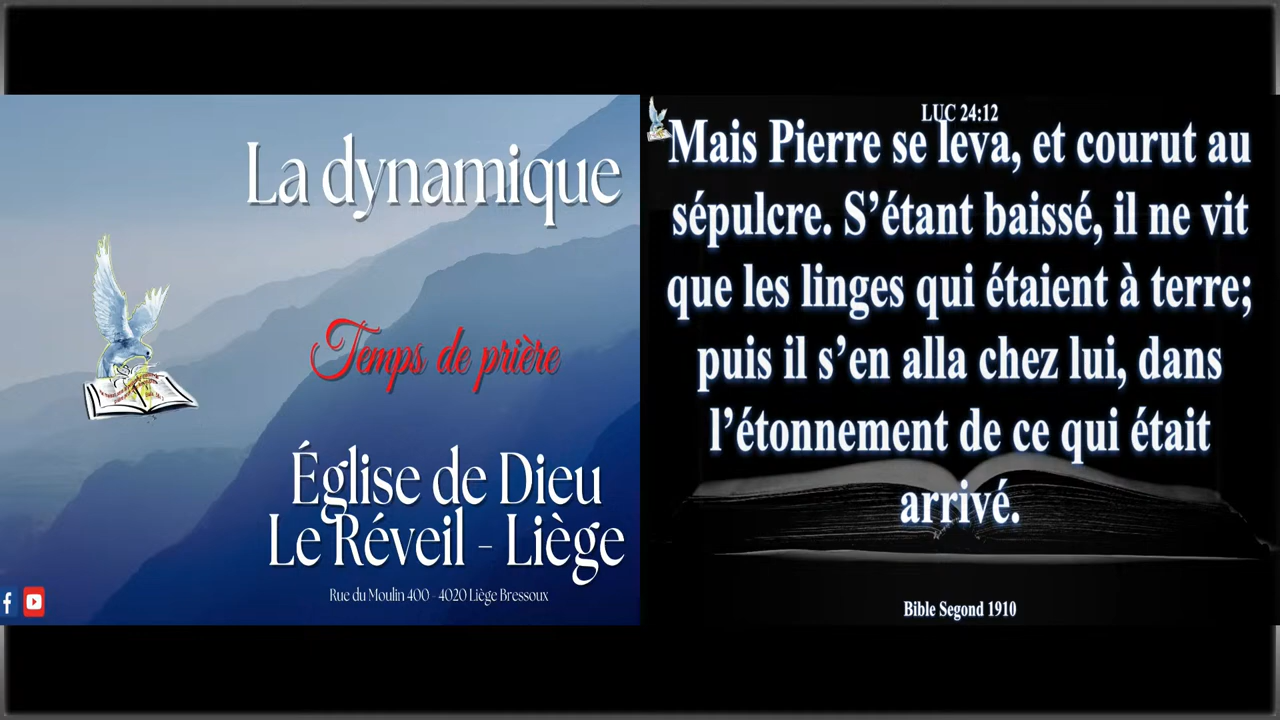 La dynamique
Temps de prière
Église de Dieu
Le Réveil - Liège
Rue du Moulin 400 - 4020 Liège Bressoux
LUC 24:12
Mais Pierre se leva, et courut au
sépulcre. S’étant baissé, il ne vit
que les linges qui étaient à terre;
puis il s’en alla chez lui, dans
l’étonnement de ce qui était
arrivé.
Bible Segond 1910